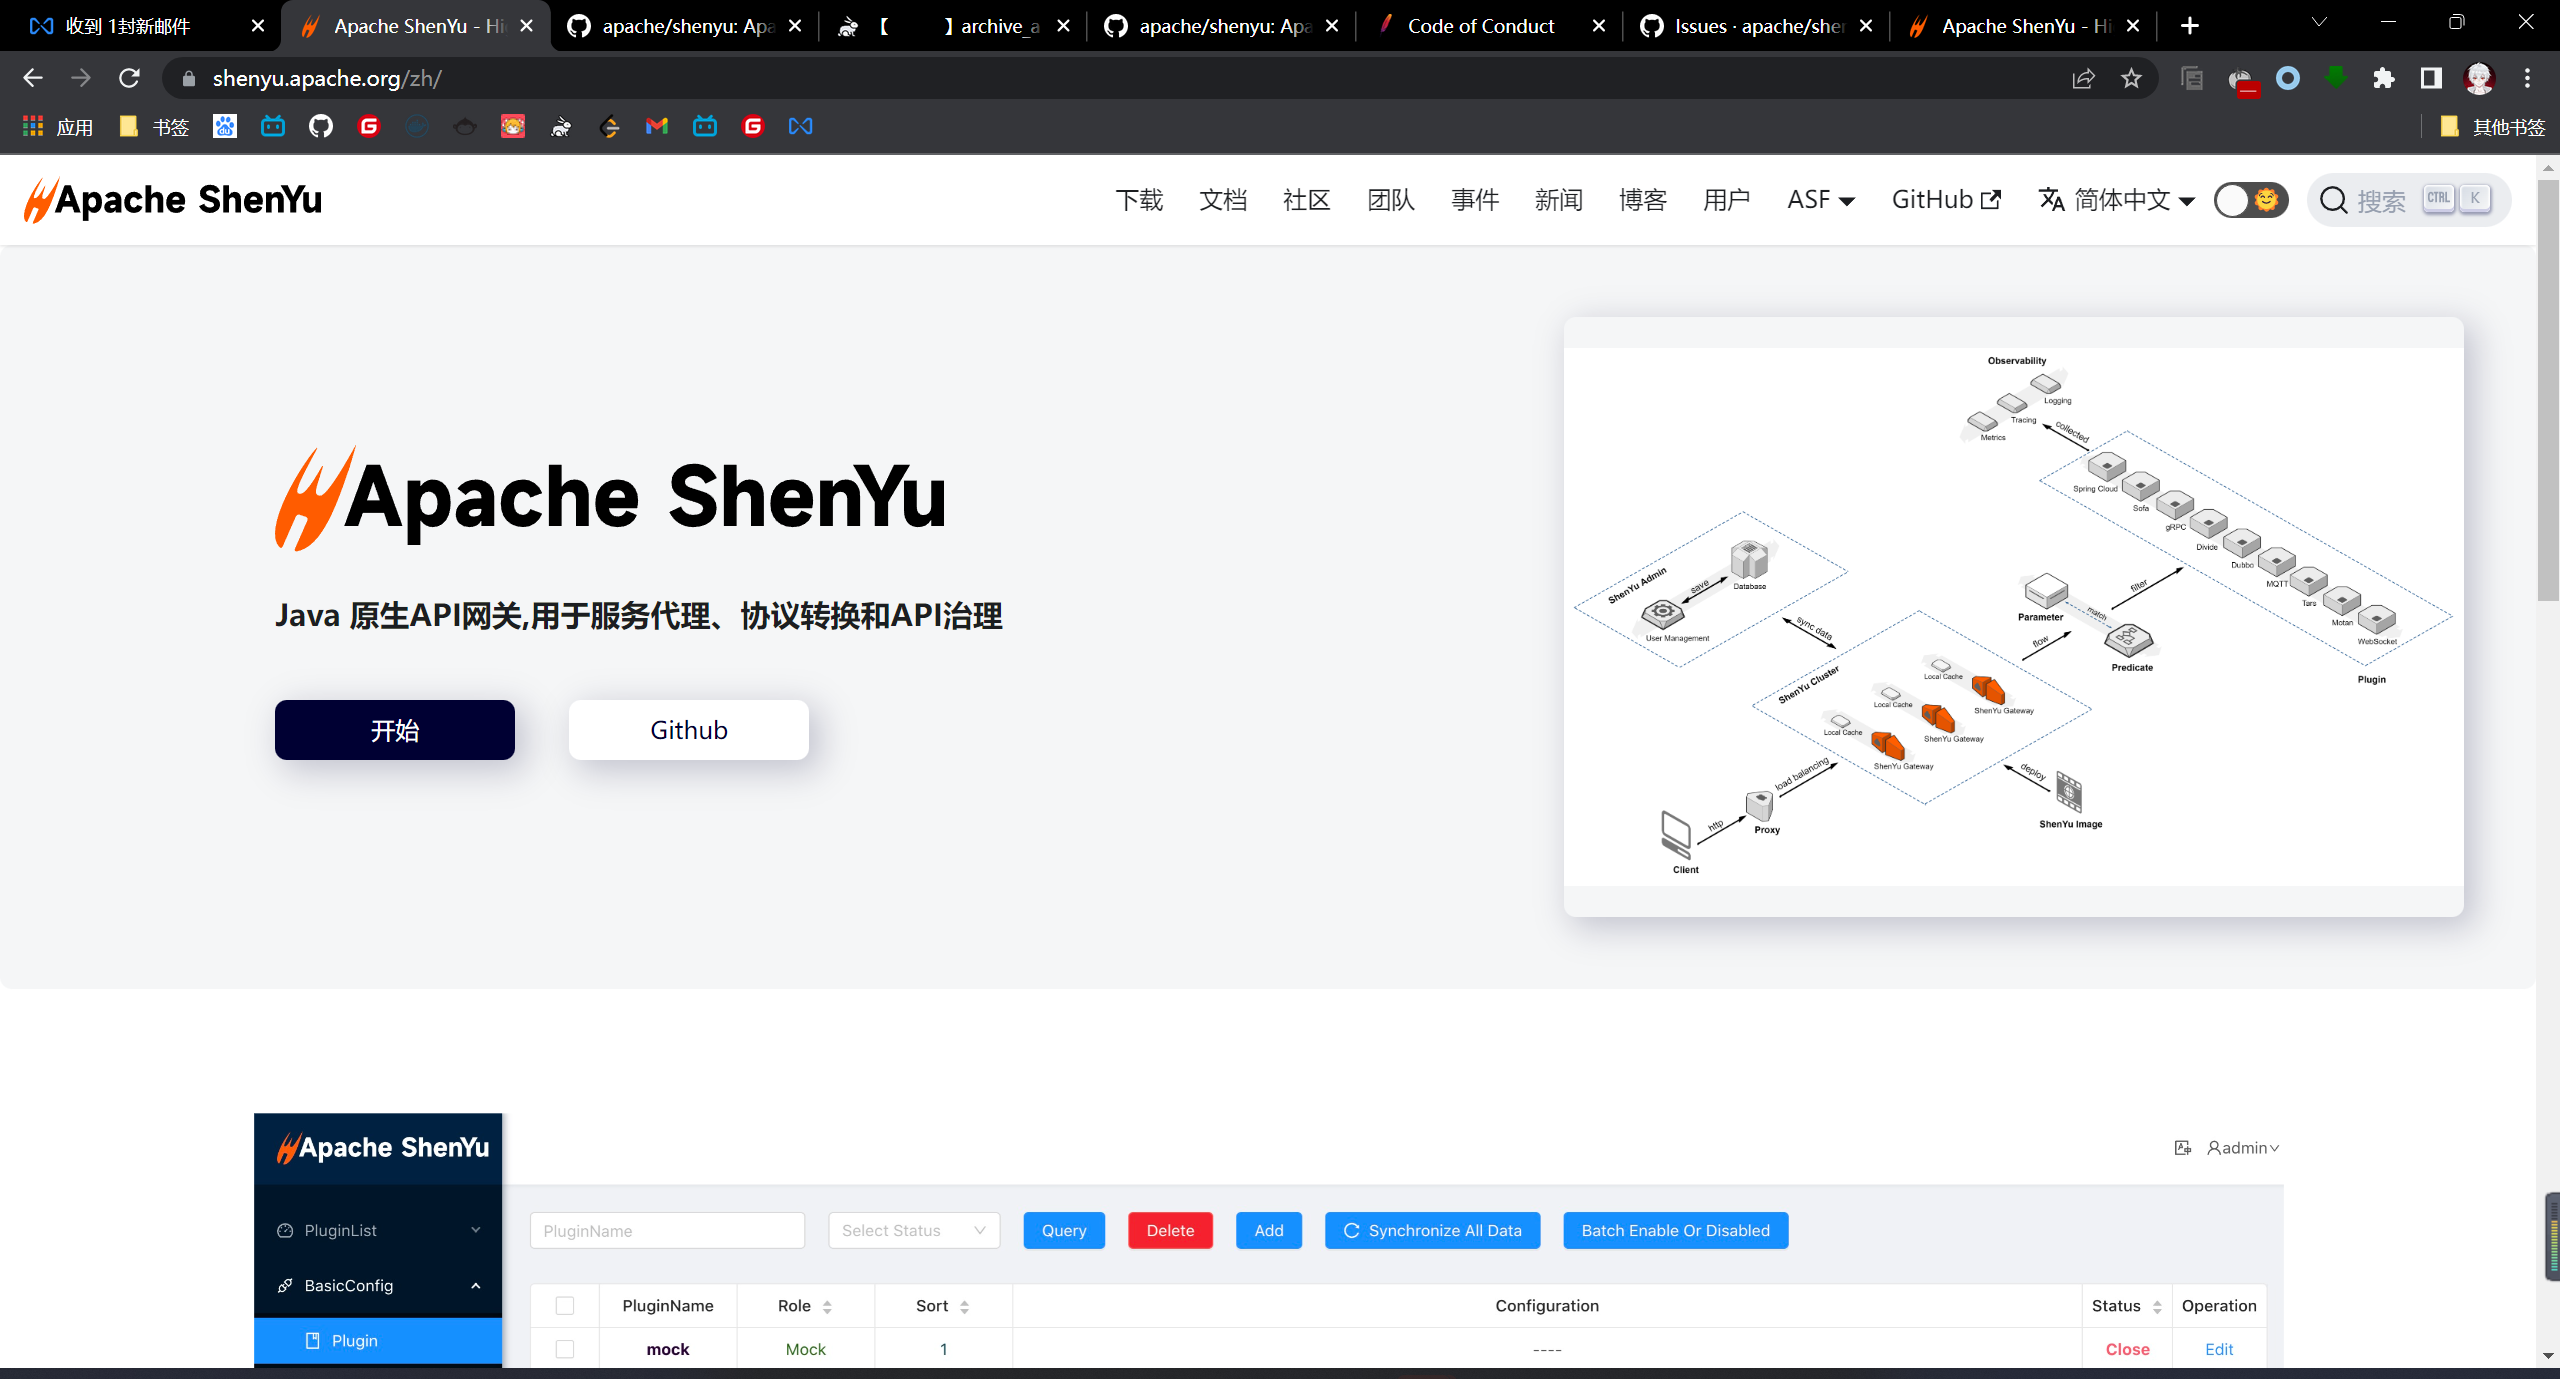 收到 1封新邮件
Apache ShenYu - Hi
apache/shenyu: Apa
【 】archive_a
apache/shenyu: Apa
Code of Conduct
Issues · apache/she
Apache ShenYu - Hi
shenyu.apache.org/zh/
应用
书签
其他书签
Apache ShenYu
下载
文档
社区
团队
事件
新闻
博客
用户
ASF
GitHub
简体中文
搜索
CTRL
K
Apache ShenYu
Java 原生API网关,用于服务代理、协议转换和API治理
开始
Github
Observability
Logging
Tracing
Metrics
collected
Spring Cloud
Sofa
gRPC
Divide
Dubbo
MQTT
Tars
Motan
WebSocket
Plugin
ShenYu Admin
save
Database
User Management
sync data
Parameter
match
filter
flow
Predicate
ShenYu Cluster
Local Cache
ShenYu Gateway
Local Cache
ShenYu Gateway
Local Cache
ShenYu Gateway
load balancing
deploy
ShenYu Image
http
Proxy
Client
Apache ShenYu
admin
PluginList
PluginName
Select Status
Query
Delete
Add
Synchronize All Data
Batch Enable Or Disabled
BasicConfig
PluginName
Role
Sort
Configuration
Status
Operation
Plugin
mock
Mock
1
----
Close
Edit